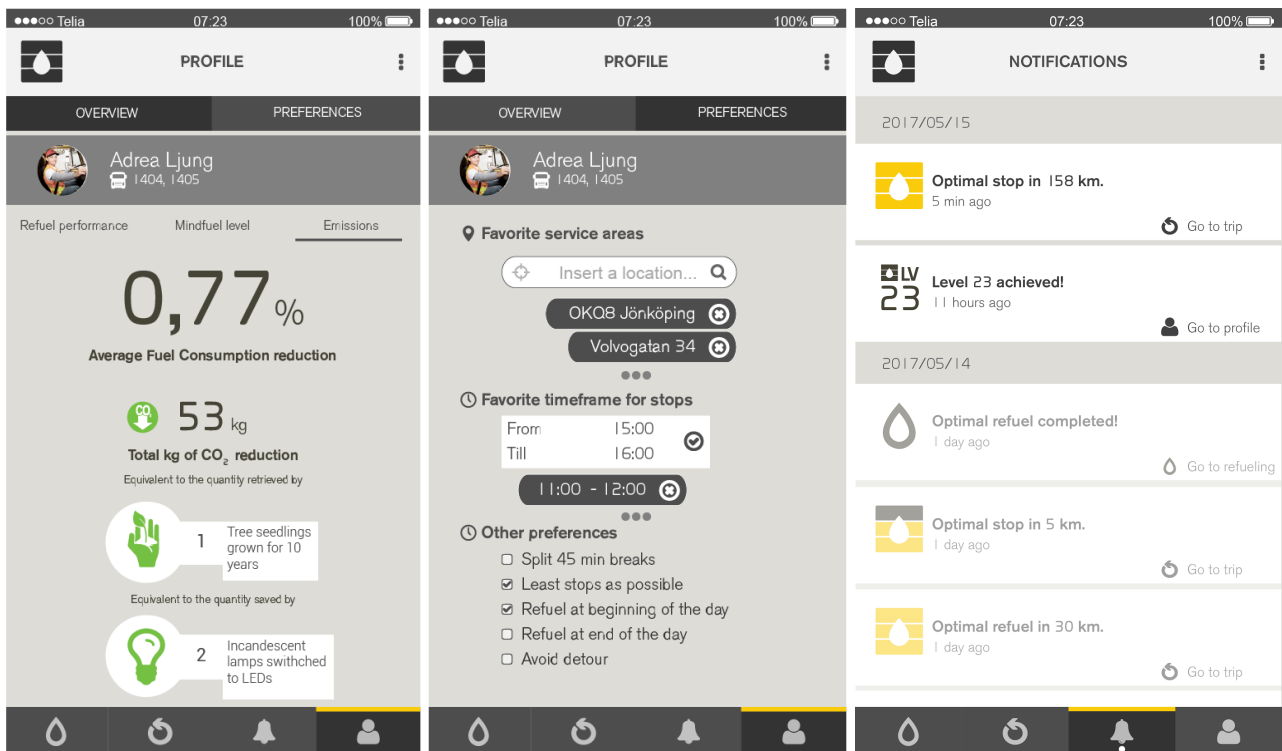 Telia 07:23 100%
PROFILE
OVERVIEW PREFERENCES
Adrea Ljung
1404, 1405
Refuel performance Mindfuel level Emissions
0,77 %
Average Fuel Consumption reduction
CO₂ 53 kg
Total kg of CO₂ reduction
Equivalent to the quantity retrieved by
1 Tree seedlings
grown for 10
years
Equivalent to the quantity saved by
2 Incandescent
lamps swithched
to LEDs
Telia 07:23 100%
PROFILE
OVERVIEW PREFERENCES
Adrea Ljung
1404, 1405
Favorite service areas
Insert a location...
OKQ8 Jönköping
Volvogatan 34
Favorite timeframe for stops
From 15:00
Till 16:00
11:00 - 12:00
Other preferences
Split 45 min breaks
Least stops as possible
Refuel at beginning of the day
Refuel at end of the day
Avoid detour
Telia 07:23 100%
NOTIFICATIONS
2017/05/15
Optimal stop in 158 km.
5 min ago
Go to trip
LV
23
Level 23 achieved!
11 hours ago
Go to profile
2017/05/14
Optimal refuel completed!
1 day ago
Go to refueling
Optimal stop in 5 km.
1 day ago
Go to trip
Optimal refuel in 30 km.
1 day ago
Go to trip